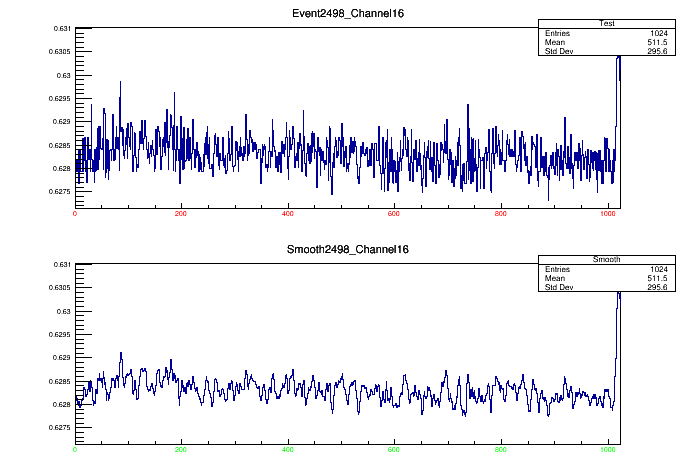 Event2498_Channel16
Test
Entries 1024
Mean 511.5
Std Dev 295.6
0.631
0.6305
0.63
0.6295
0.629
0.6285
0.628
0.6275
0 200 400 600 800 1000
Smooth2498_Channel16
Smooth
Entries 1024
Mean 511.5
Std Dev 295.6
0.631
0.6305
0.63
0.6295
0.629
0.6285
0.628
0.6275
0 200 400 600 800 1000